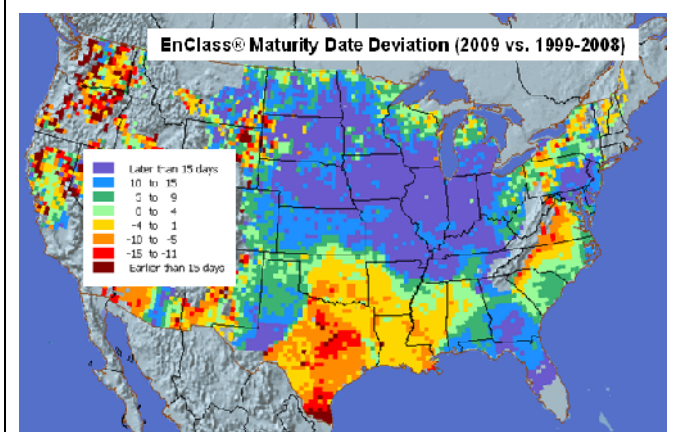 EnClass® Maturity Date Deviation (2009 vs. 1999-2008)
Later than 15 days
10 to 15
5 to 9
0 to 4
-4 to 1
-10 to -5
-15 to -11
Earlier than 15 days